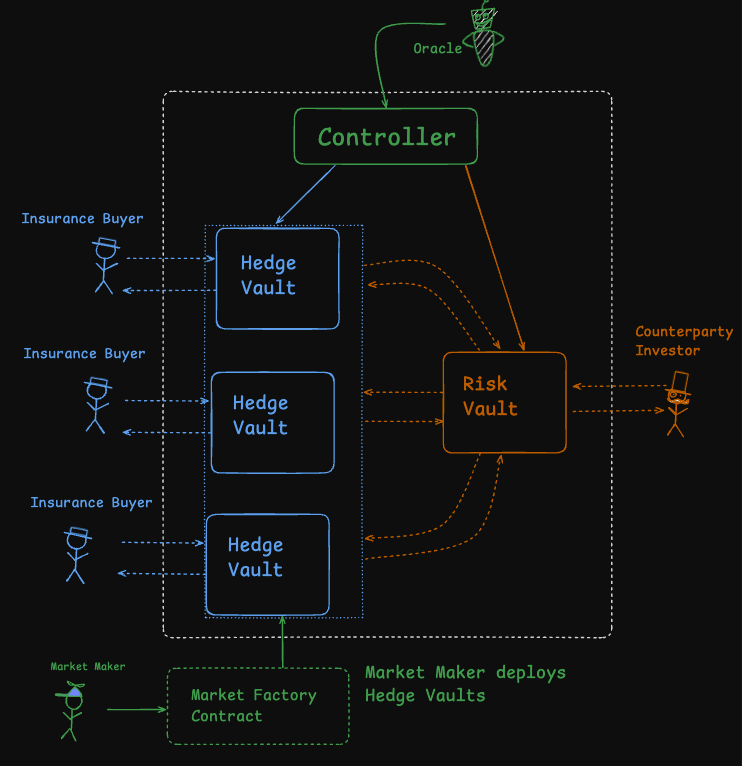 Oracle
Controller
Insurance Buyer
Hedge
Vault
Insurance Buyer
Hedge
Vault
Counterparty
Investor
Risk
Vault
Insurance Buyer
Hedge
Vault
Market Maker
Market Factory
Contract
Market Maker deploys
Hedge Vaults